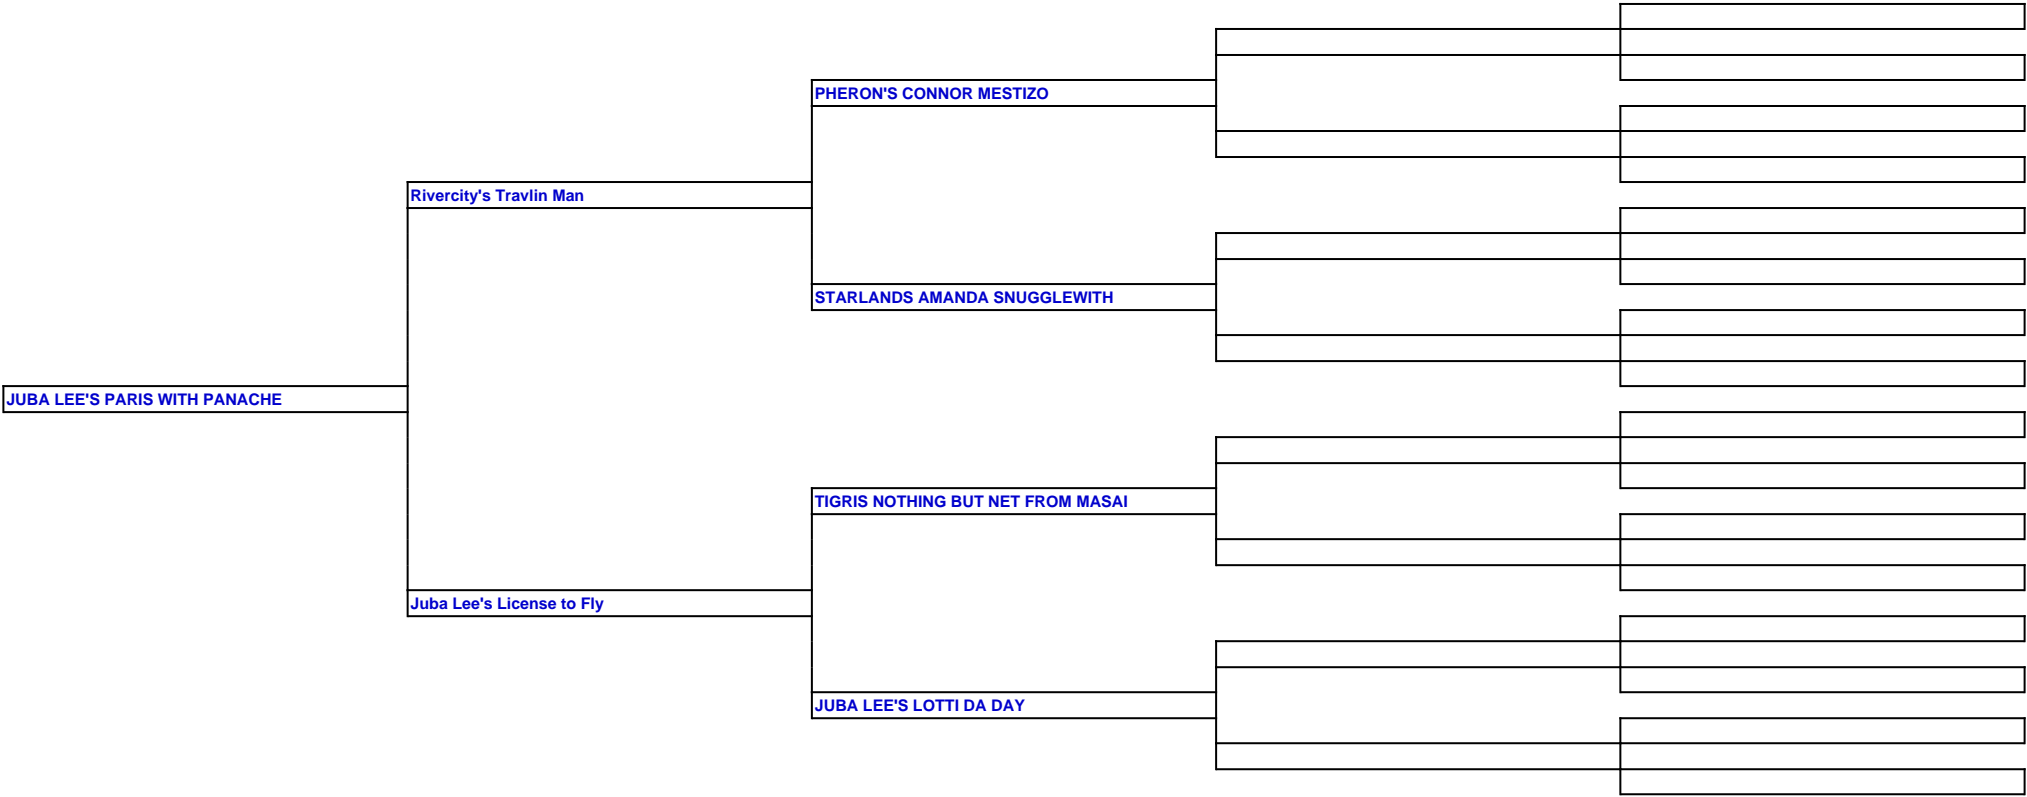 PHERON'S CONNOR MESTIZO
Rivercity's Travlin Man
STARLANDS AMANDA SNUGGLEWITH
JUBA LEE'S PARIS WITH PANACHE
TIGRIS NOTHING BUT NET FROM MASAI
Juba Lee's License to Fly
JUBA LEE'S LOTTI DA DAY